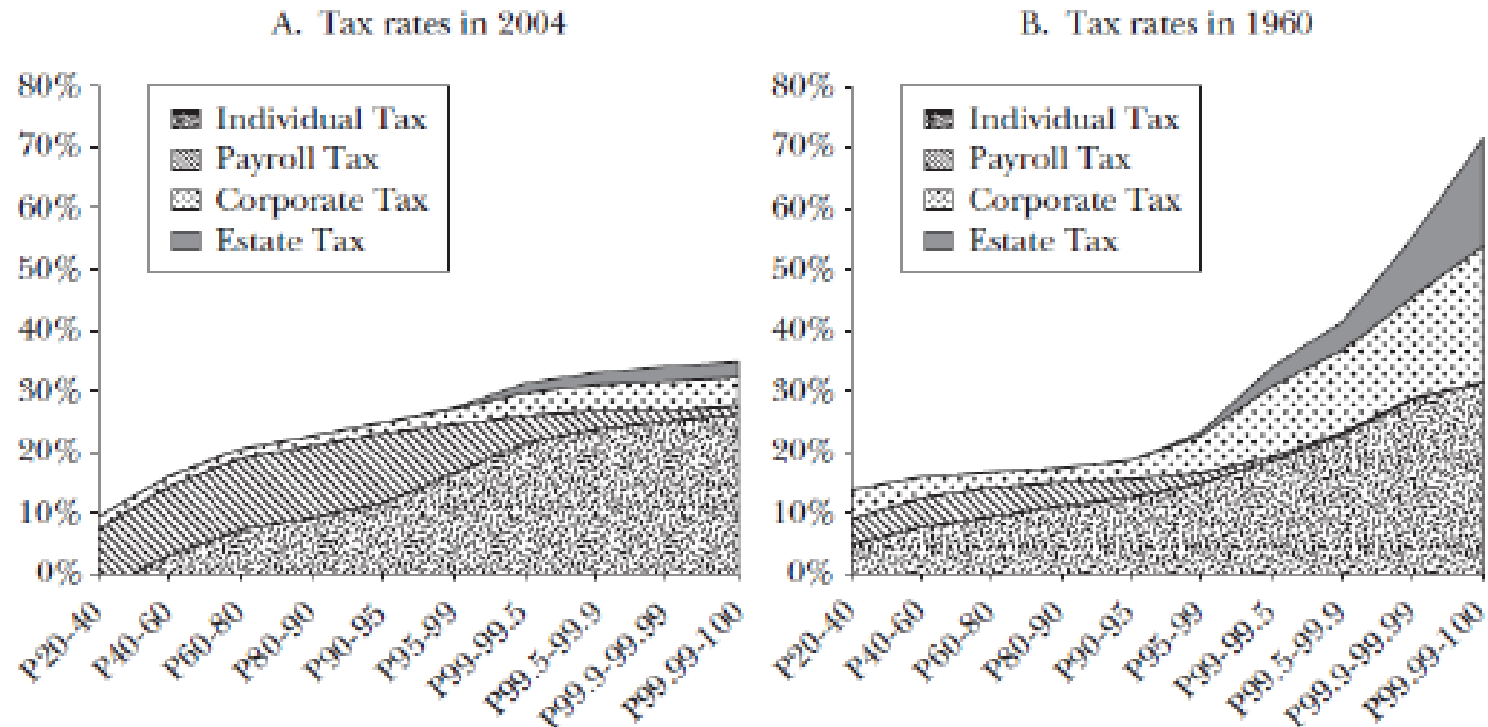 A. Tax rates in 2004
80%
70%
60%
50%
40%
30%
20%
10%
0%
Individual Tax
Payroll Tax
Corporate Tax
Estate Tax
P20-40
P40-60
P60-80
P80-90
P90-95
P95-99
P99-99.5
P99.5-99.9
P99.9-99.99
P99.99-100
B. Tax rates in 1960
80%
70%
60%
50%
40%
30%
20%
10%
0%
Individual Tax
Payroll Tax
Corporate Tax
Estate Tax
P20-40
P40-60
P60-80
P80-90
P90-95
P95-99
P99-99.5
P99.5-99.9
P99.9-99.99
P99.99-100